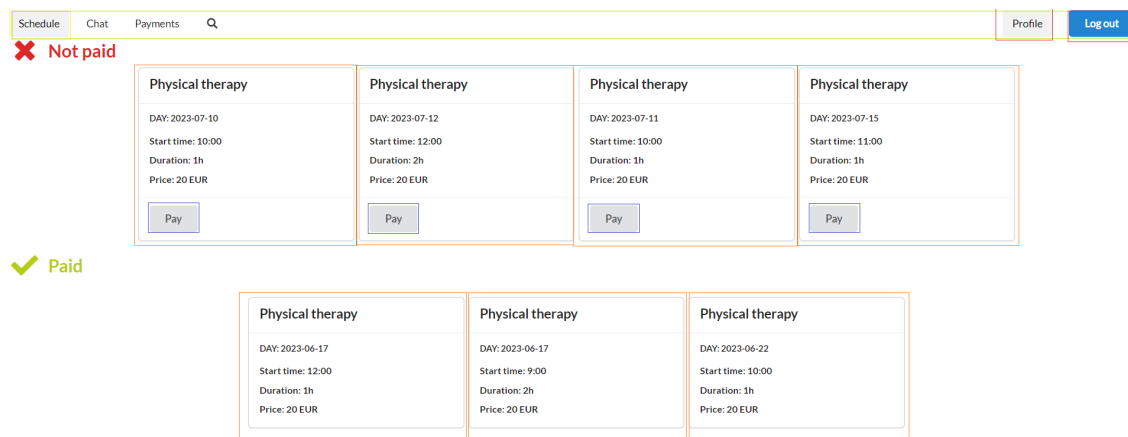 Schedule Chat Payments Profile Log out
Not paid
Physical therapy
DAY: 2023-07-10
Start time: 10:00
Duration: 1h
Price: 20 EUR
Pay
Physical therapy
DAY: 2023-07-12
Start time: 12:00
Duration: 2h
Price: 20 EUR
Pay
Physical therapy
DAY: 2023-07-11
Start time: 10:00
Duration: 1h
Price: 20 EUR
Pay
Physical therapy
DAY: 2023-07-15
Start time: 11:00
Duration: 1h
Price: 20 EUR
Pay
Paid
Physical therapy
DAY: 2023-06-17
Start time: 12:00
Duration: 1h
Price: 20 EUR
Physical therapy
DAY: 2023-06-17
Start time: 9:00
Duration: 2h
Price: 20 EUR
Physical therapy
DAY: 2023-06-22
Start time: 10:00
Duration: 1h
Price: 20 EUR